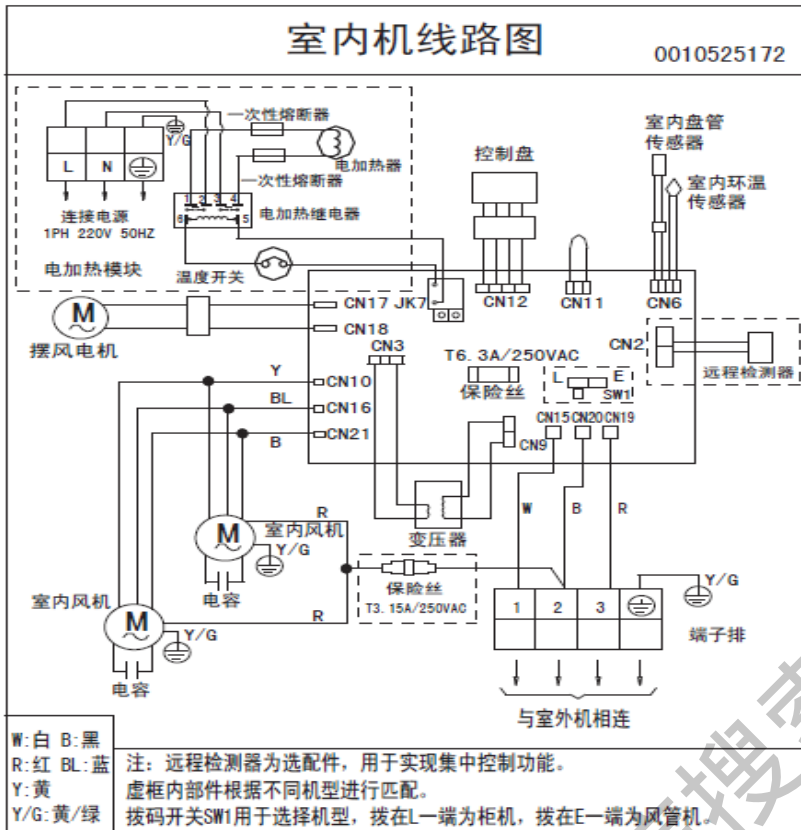 室内机线路图
0010525172
一次性熔断器
Y/G
电加热器
L N
一次性熔断器
1 2 3 4
6 5
电加热继电器
连接电源
1PH 220V 50HZ
温度开关
电加热模块
控制盘
室内盘管
传感器
室内环温
传感器
CN17 JK7
CN12
CN11
CN6
M
摆风电机
CN18
CN3
CN2
T6.3A/250VAC
保险丝
L E
SW1
远程检测器
Y
CN10
BL
CN16
B
CN21
CN15 CN20 CN19
CN9
W B R
变压器
R
M
室内风机
Y/G
电容
保险丝
T3.15A/250VAC
室内风机
R
M
Y/G
电容
1 2 3
Y/G
端子排
与室外机相连
W:白 B:黑
R:红 BL:蓝
Y:黄
Y/G:黄/绿
注：远程检测器为选配件，用于实现集中控制功能。
虚框内部件根据不同机型进行匹配。
拨码开关SW1用于选择机型，拨在L一端为柜机，拨在E一端为风管机。